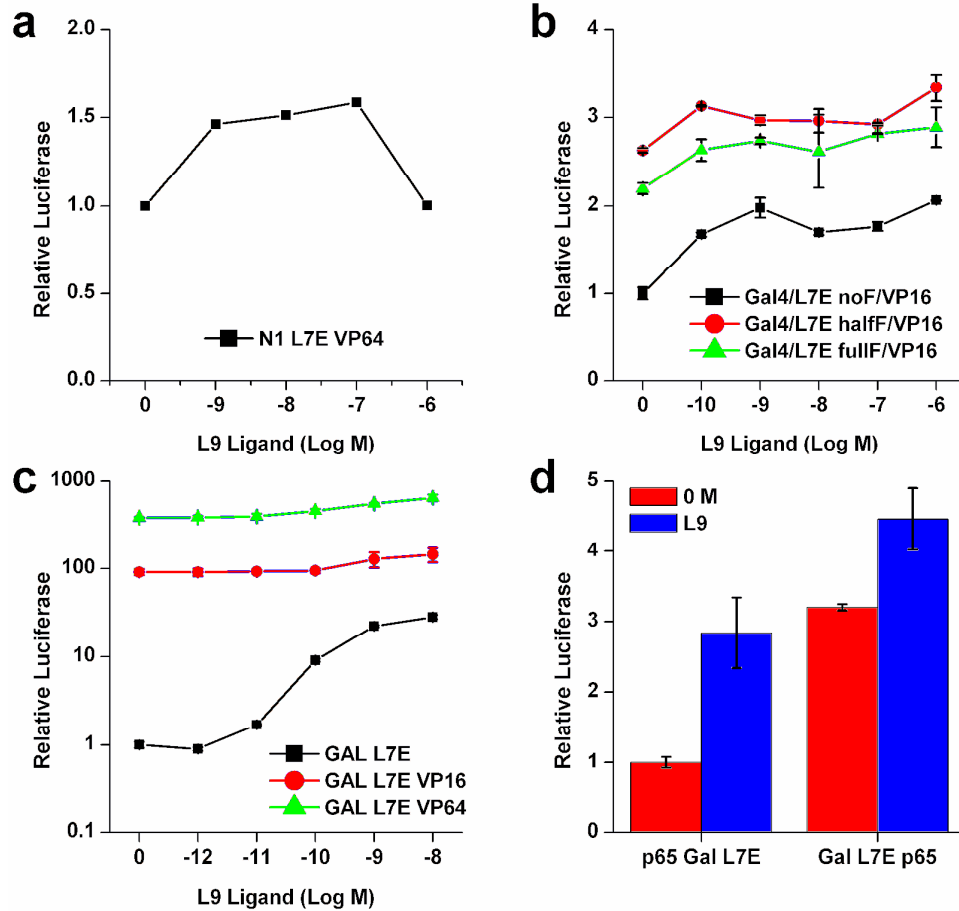 a
2.0
1.5
1.0
0.5
0.0
Relative Luciferase
N1 L7E VP64
0 -9 -8 -7 -6
L9 Ligand (Log M)
b
4
3
2
1
0
Relative Luciferase
Gal4/L7E noF/VP16
Gal4/L7E halfF/VP16
Gal4/L7E fullF/VP16
0 -10 -9 -8 -7 -6
L9 Ligand (Log M)
c
1000
100
10
1
0.1
Relative Luciferase
GAL L7E
GAL L7E VP16
GAL L7E VP64
0 -12 -11 -10 -9 -8
L9 Ligand (Log M)
d
5
4
3
2
1
0
Relative Luciferase
0 M
L9
p65 Gal L7E Gal L7E p65